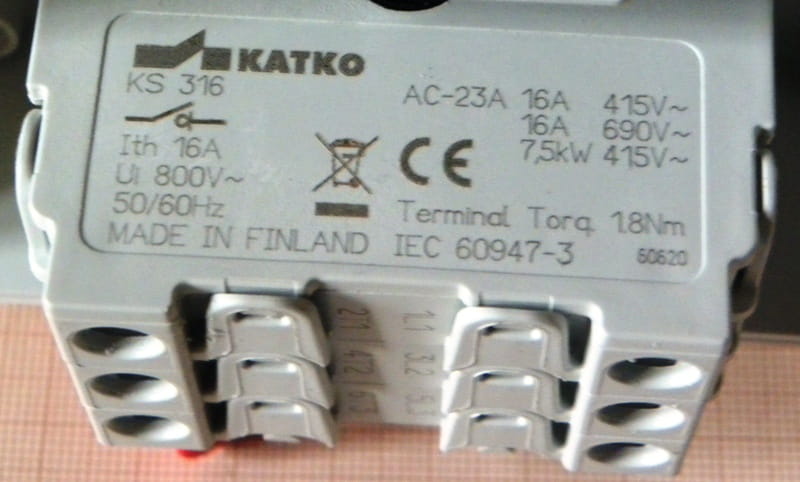 KATKO
KS 316
AC-23A 16A 415V~
16A 690V~
7,5kW 415V~
Ith 16A
Ui 800V~
CE
50/60Hz
Terminal Torq. 1.8Nm
MADE IN FINLAND IEC 60947-3
60620